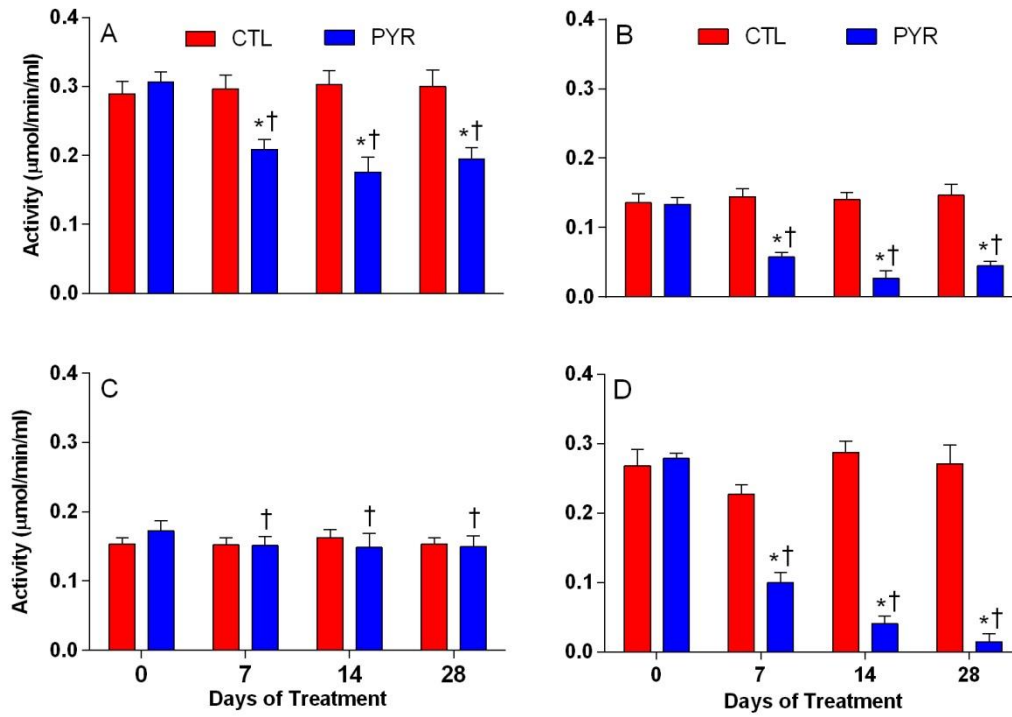 A CTL PYR
B CTL PYR
0.4
0.3
0.2
0.1
0.0
Activity (μmol/min/ml)
*† *† *†
0.4
0.3
0.2
0.1
0.0
*† *† *†
C
0.4
0.3
0.2
0.1
0.0
Activity (μmol/min/ml)
† † †
0 7 14 28
Days of Treatment
D
0.4
0.3
0.2
0.1
0.0
*† *† *†
0 7 14 28
Days of Treatment